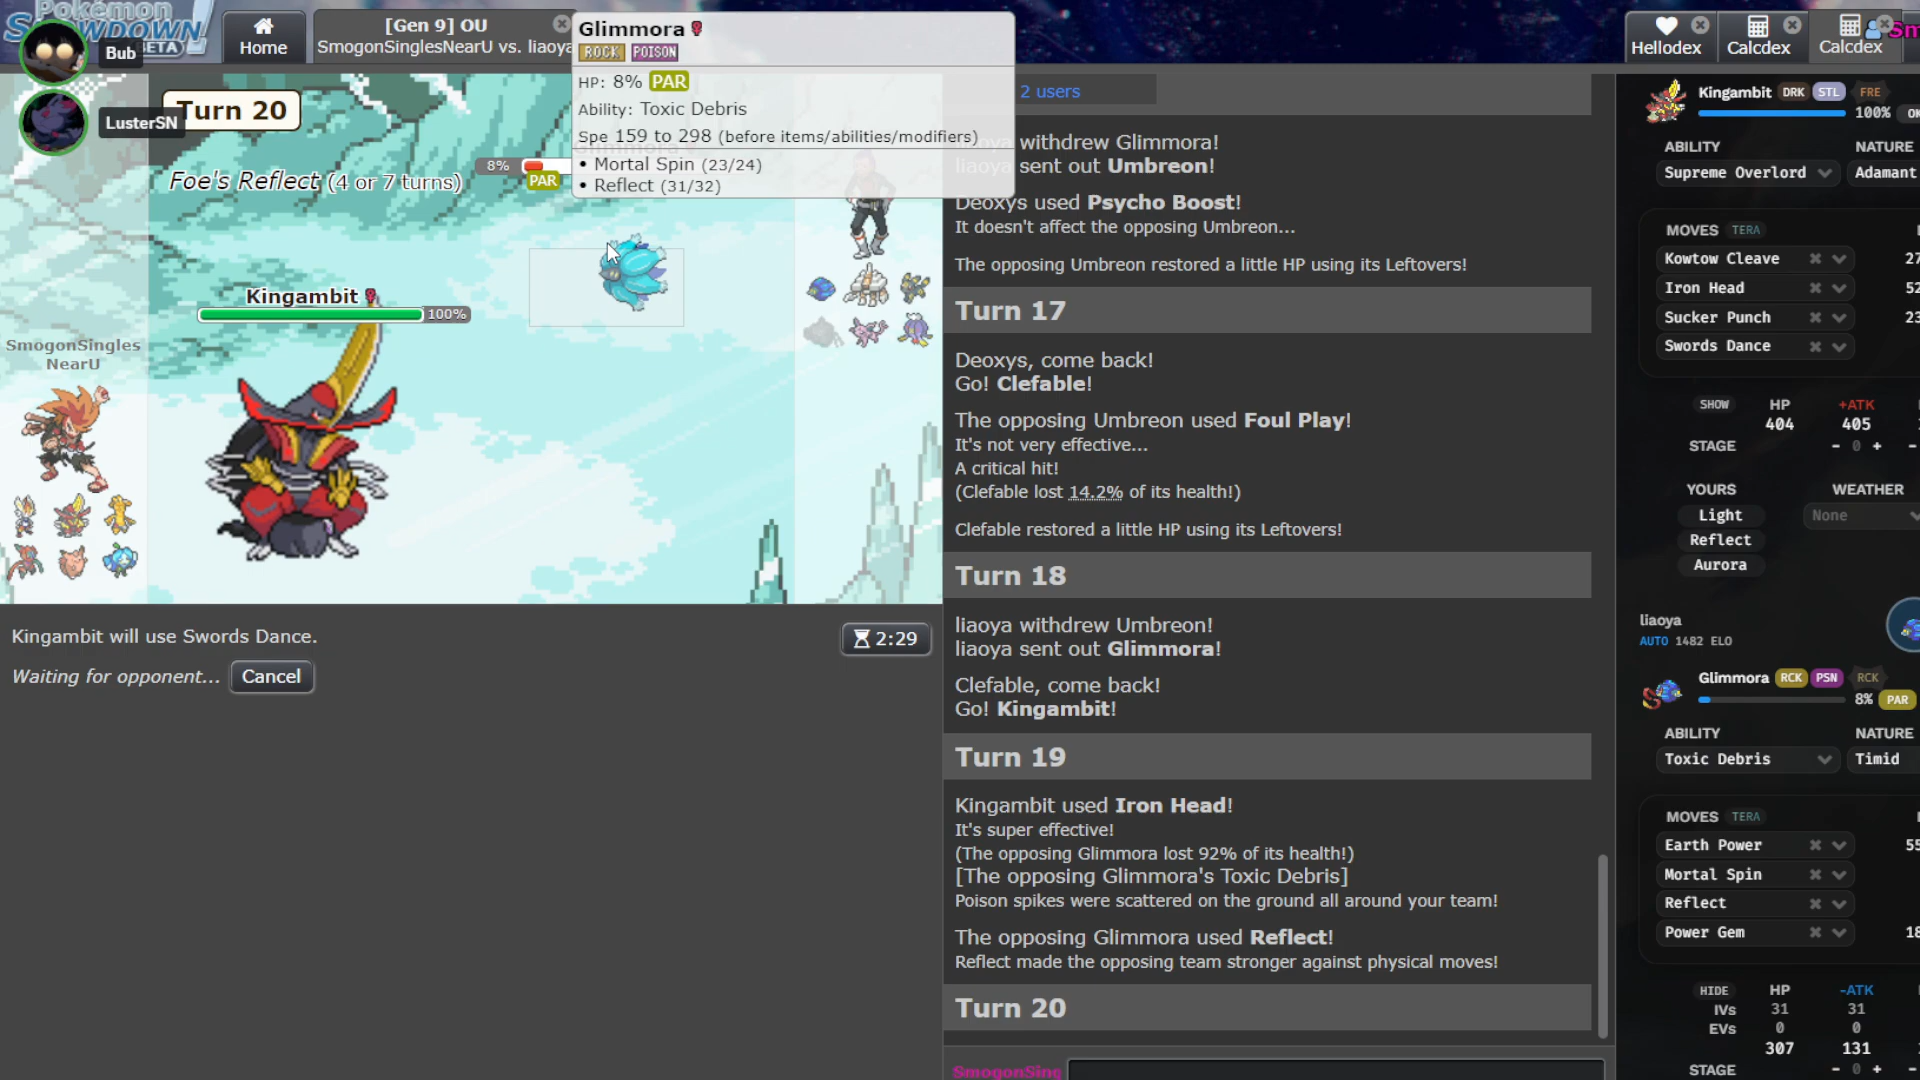 Pokémon
SHOWDOWN
BETA
Bub
LusterSN
Home
[Gen 9] OU
SmogonSinglesNearU vs. liaoya
Hellodex
Calcdex
Calcdex
Glimmora
ROCK POISON
HP: 8% PAR
Ability: Toxic Debris
Spe 159 to 298 (before items/abilities/modifiers)
• Mortal Spin (23/24)
• Reflect (31/32)
Turn 20
Foe's Reflect (4 or 7 turns)
8%
PAR
Kingambit
100%
SmogonSingles
NearU
Kingambit will use Swords Dance.
Waiting for opponent...
Cancel
2:29
2 users
liaoya withdrew Glimmora!
liaoya sent out Umbreon!
Deoxys used Psycho Boost!
It doesn't affect the opposing Umbreon...
The opposing Umbreon restored a little HP using its Leftovers!
Turn 17
Deoxys, come back!
Go! Clefable!
The opposing Umbreon used Foul Play!
It's not very effective...
A critical hit!
(Clefable lost 14.2% of its health!)
Clefable restored a little HP using its Leftovers!
Turn 18
liaoya withdrew Umbreon!
liaoya sent out Glimmora!
Clefable, come back!
Go! Kingambit!
Turn 19
Kingambit used Iron Head!
It's super effective!
(The opposing Glimmora lost 92% of its health!)
[The opposing Glimmora's Toxic Debris]
Poison spikes were scattered on the ground all around your team!
The opposing Glimmora used Reflect!
Reflect made the opposing team stronger against physical moves!
Turn 20
SmogonSing
Kingambit DRK STL FRE
100%
ABILITY NATURE
Supreme Overlord Adamant
MOVES TERA
Kowtow Cleave
Iron Head
Sucker Punch
Swords Dance
SHOW HP +ATK
404 405
STAGE - 0 +
YOURS WEATHER
Light None
Reflect
Aurora
liaoya
AUTO 1482 ELO
Glimmora RCK PSN RCK
8% PAR
ABILITY NATURE
Toxic Debris Timid
MOVES TERA
Earth Power
Mortal Spin
Reflect
Power Gem
HIDE HP -ATK
IVs 31 31
EVs 0 0
307 131
STAGE - 0 +